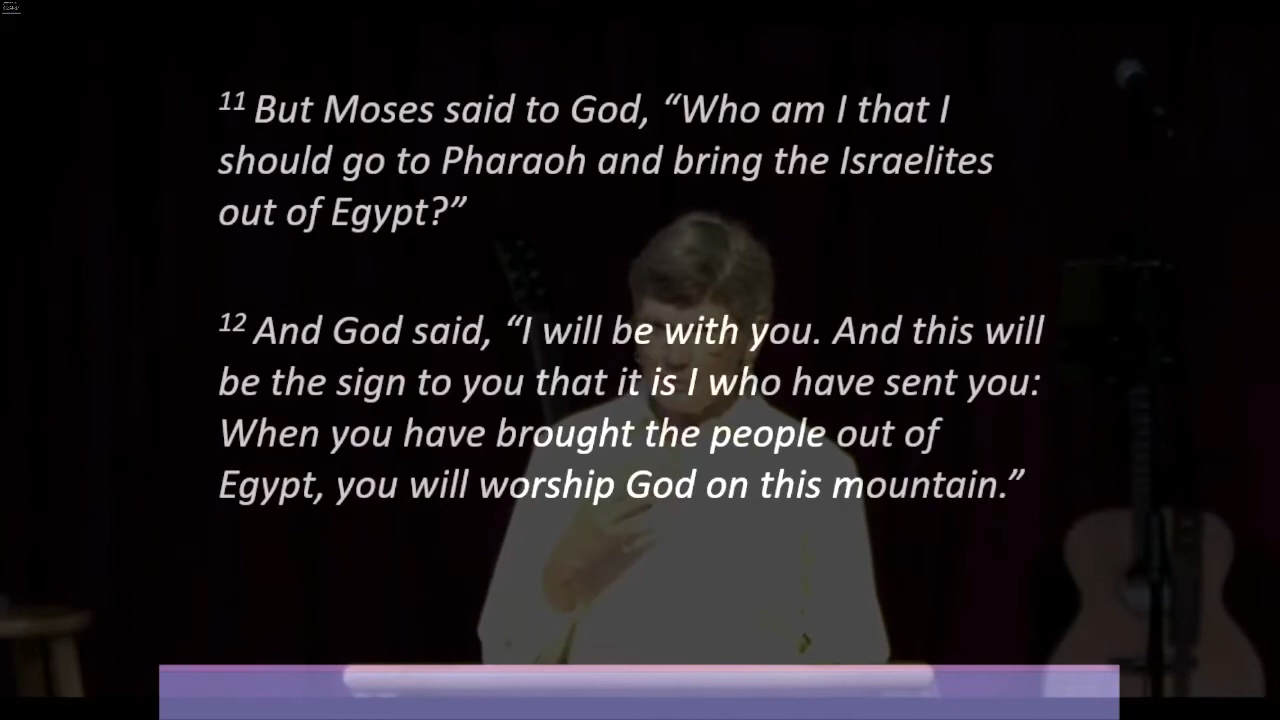 11 But Moses said to God, “Who am I that I
should go to Pharaoh and bring the Israelites
out of Egypt?”
12 And God said, “I will be with you. And this will
be the sign to you that it is I who have sent you:
When you have brought the people out of
Egypt, you will worship God on this mountain.”